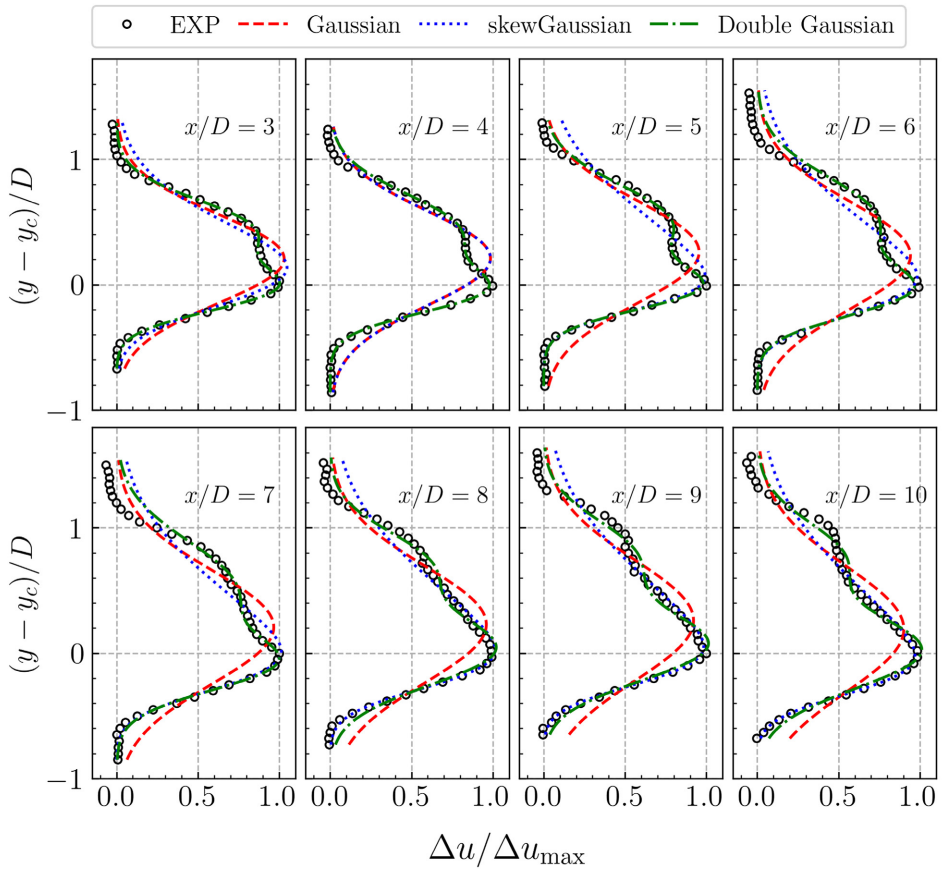 EXP Gaussian skewGaussian Double Gaussian
x/D = 3 x/D = 4 x/D = 5 x/D = 6
1
0
−1
(y − y_c)/D
x/D = 7 x/D = 8 x/D = 9 x/D = 10
1
0
−1
(y − y_c)/D
0.0 0.5 1.0 0.0 0.5 1.0 0.0 0.5 1.0 0.0 0.5 1.0
Δu/Δu_max